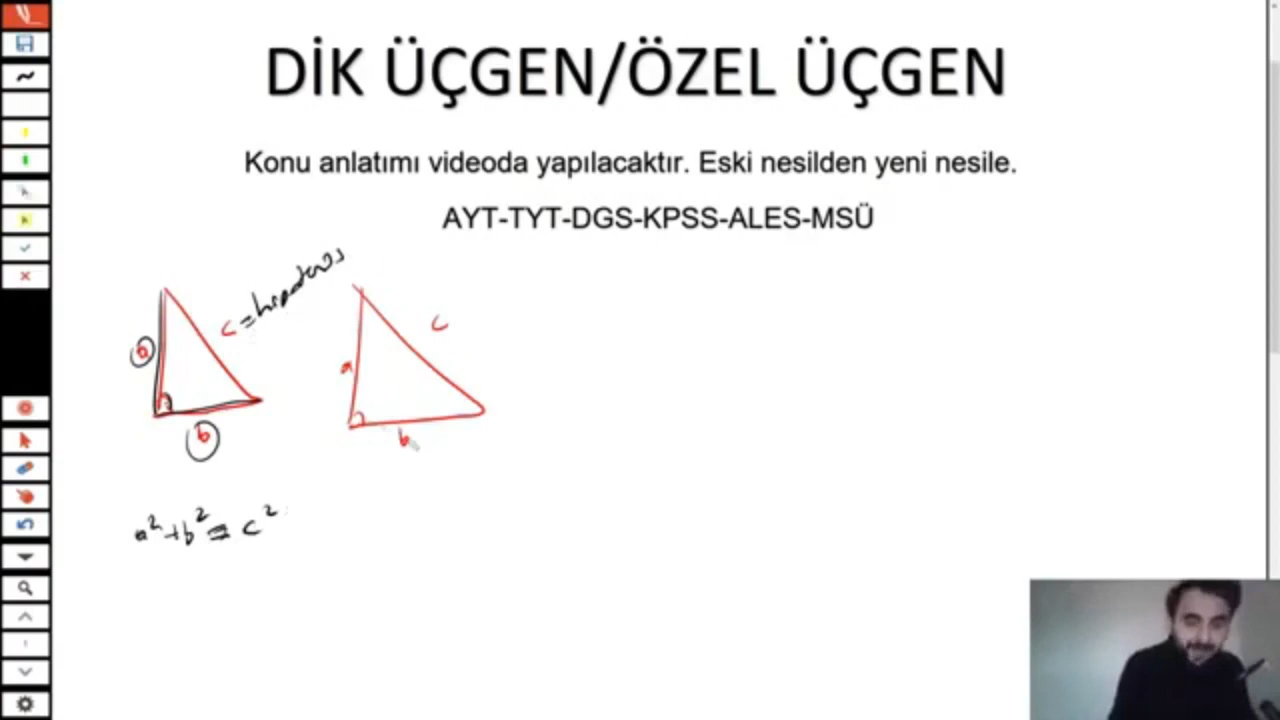 DİK ÜÇGEN/ÖZEL ÜÇGEN
Konu anlatımı videoda yapılacaktır. Eski nesilden yeni nesile.
AYT-TYT-DGS-KPSS-ALES-MSÜ
c = hipotenüs
a
b
c
a
b
a²+b² = c²